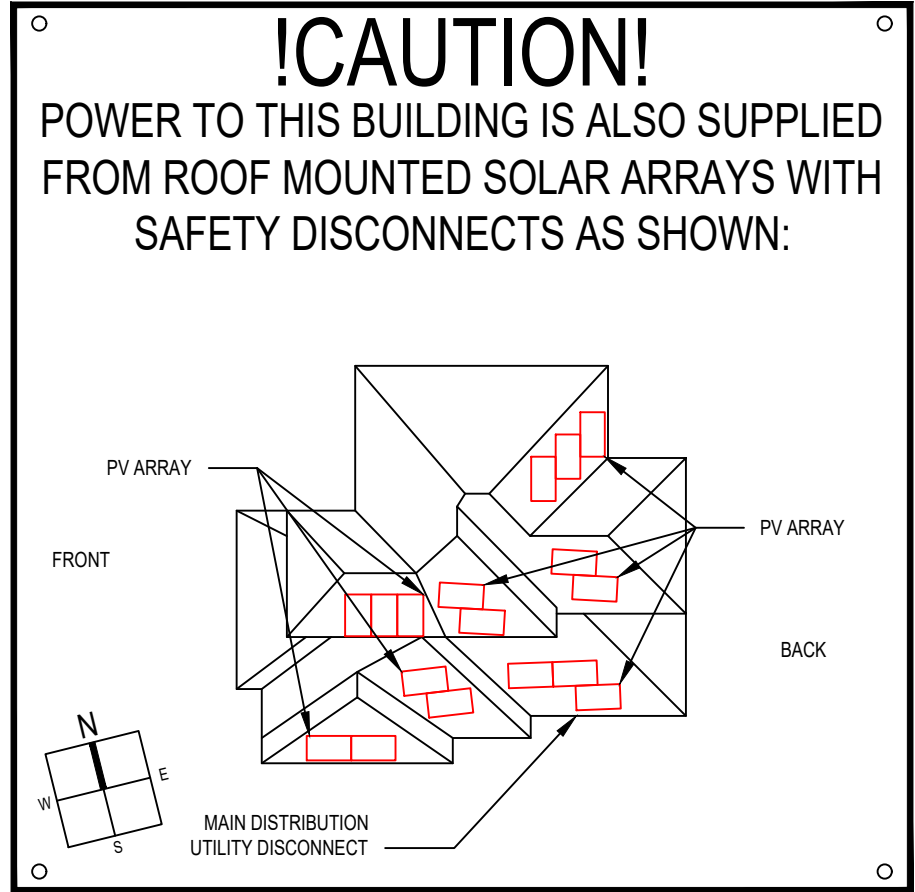 !CAUTION!
POWER TO THIS BUILDING IS ALSO SUPPLIED
FROM ROOF MOUNTED SOLAR ARRAYS WITH
SAFETY DISCONNECTS AS SHOWN:
PV ARRAY
PV ARRAY
FRONT
BACK
N
E
W
S
MAIN DISTRIBUTION
UTILITY DISCONNECT